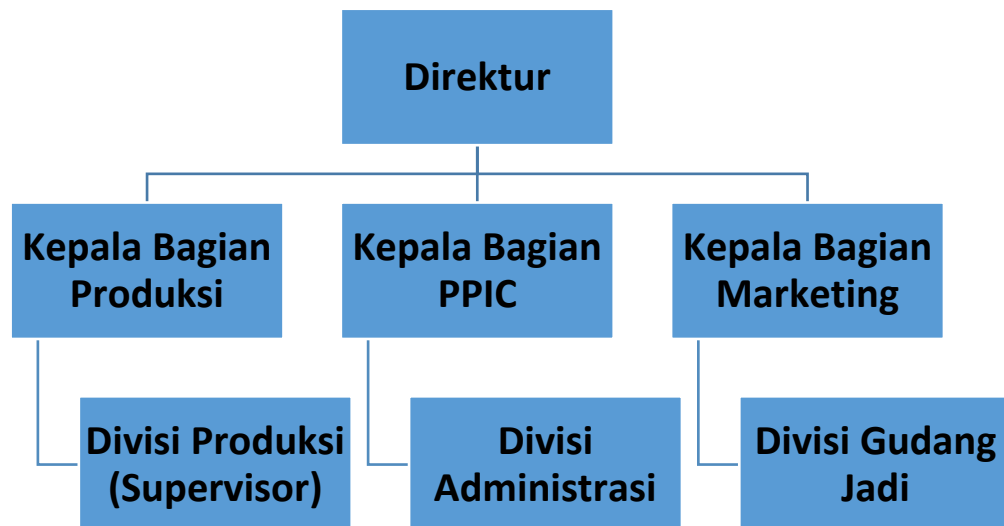 Direktur
Kepala Bagian
Produksi
Kepala Bagian
PPIC
Kepala Bagian
Marketing
Divisi Produksi
(Supervisor)
Divisi
Administrasi
Divisi Gudang
Jadi